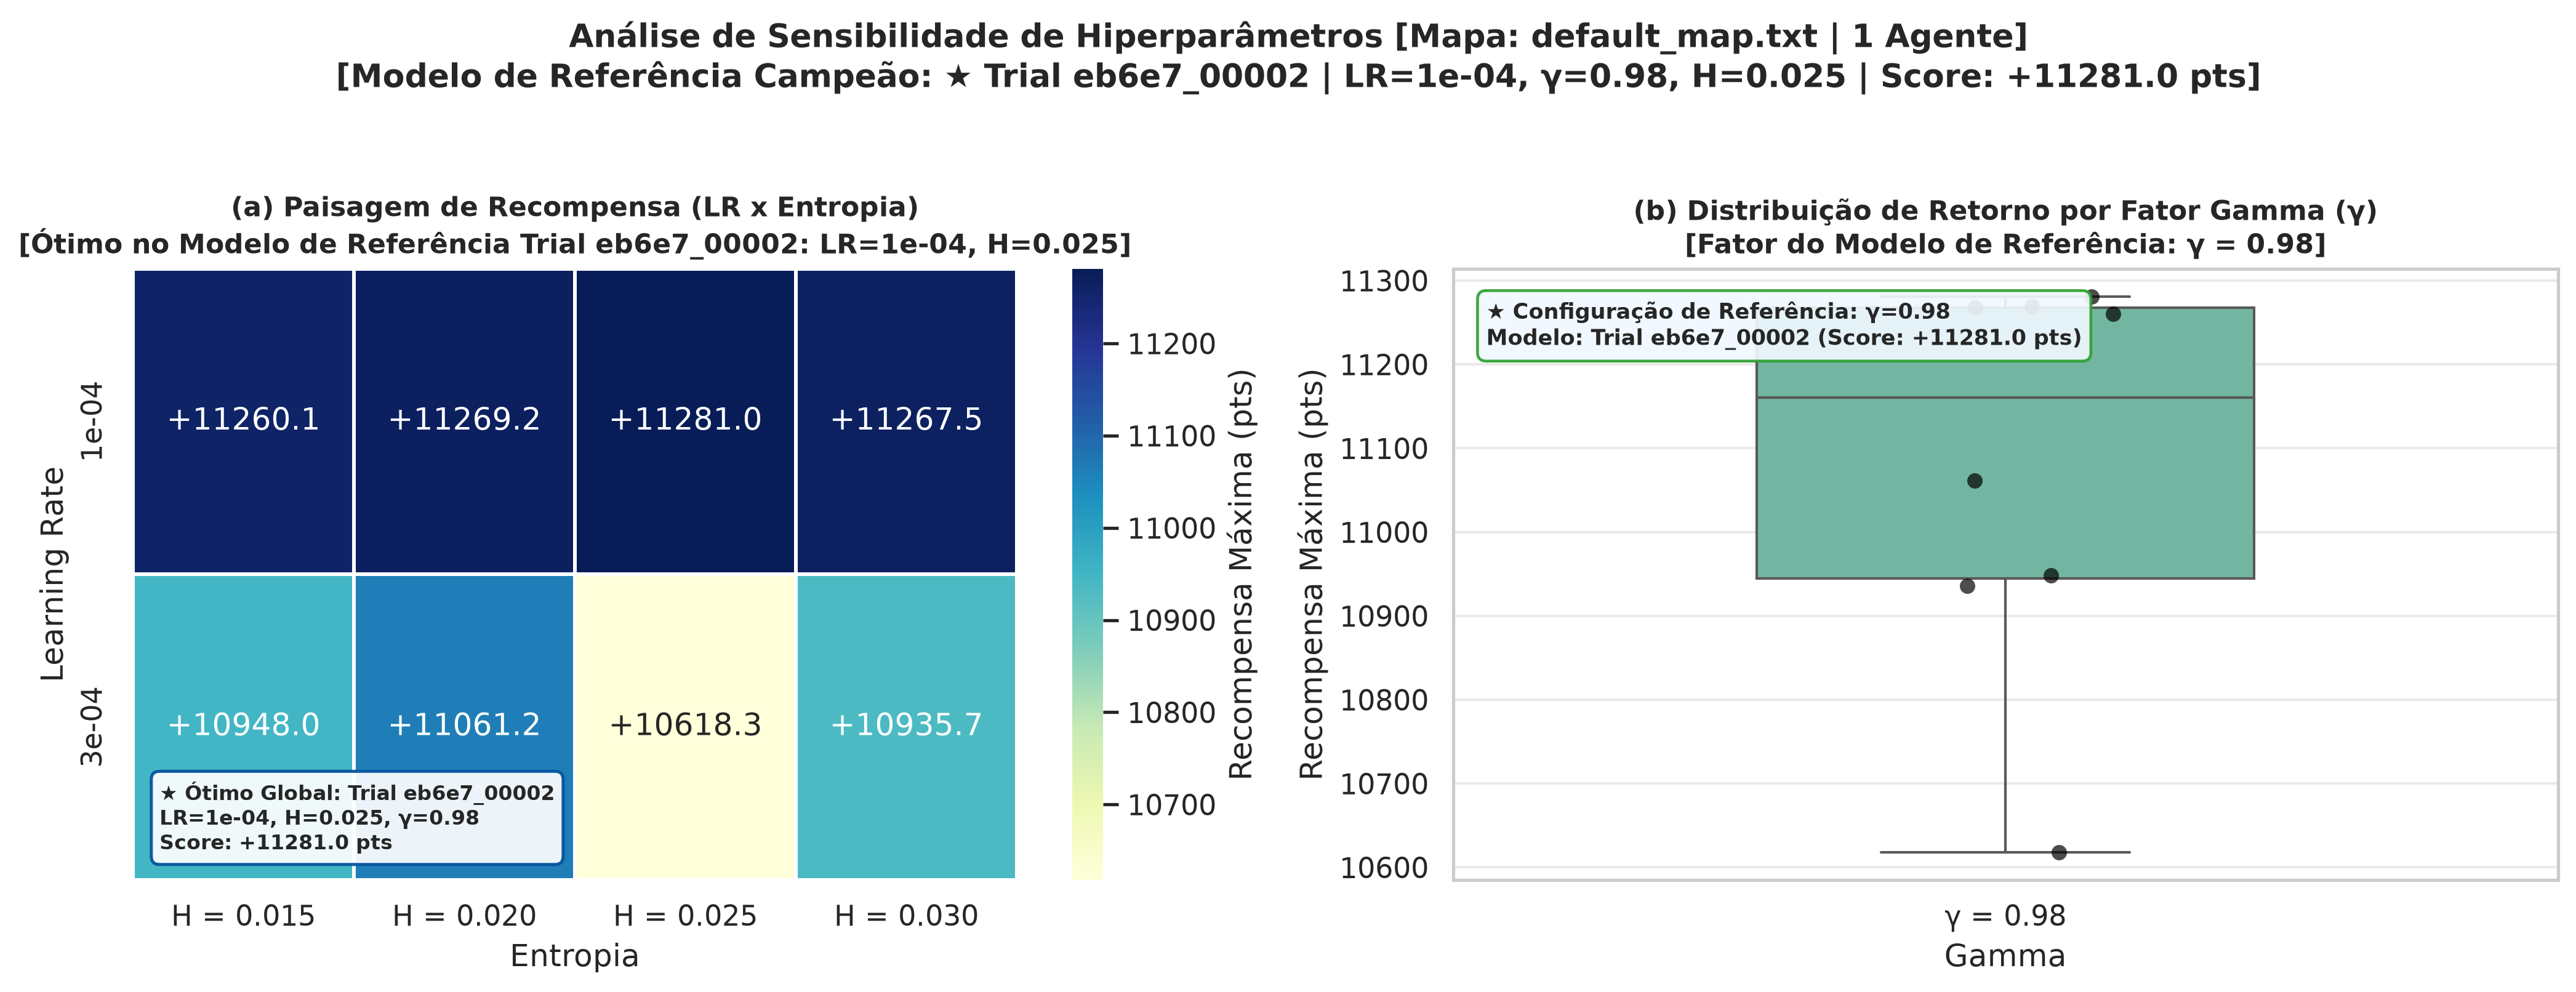 Análise de Sensibilidade de Hiperparâmetros [Mapa: default_map.txt | 1 Agente]
[Modelo de Referência Campeão: ★ Trial eb6e7_00002 | LR=1e-04, γ=0.98, H=0.025 | Score: +11281.0 pts]
(a) Paisagem de Recompensa (LR x Entropia)
[Ótimo no Modelo de Referência Trial eb6e7_00002: LR=1e-04, H=0.025]
Learning Rate
1e-04
+11260.1
+11269.2
+11281.0
+11267.5
3e-04
+10948.0
+11061.2
+10618.3
+10935.7
★ Ótimo Global: Trial eb6e7_00002
LR=1e-04, H=0.025, γ=0.98
Score: +11281.0 pts
H = 0.015
H = 0.020
H = 0.025
H = 0.030
Entropia
11200
11100
11000
10900
10800
10700
Recompensa Máxima (pts)
(b) Distribuição de Retorno por Fator Gamma (γ)
[Fator do Modelo de Referência: γ = 0.98]
Recompensa Máxima (pts)
11300
11200
11100
11000
10900
10800
10700
10600
★ Configuração de Referência: γ=0.98
Modelo: Trial eb6e7_00002 (Score: +11281.0 pts)
γ = 0.98
Gamma